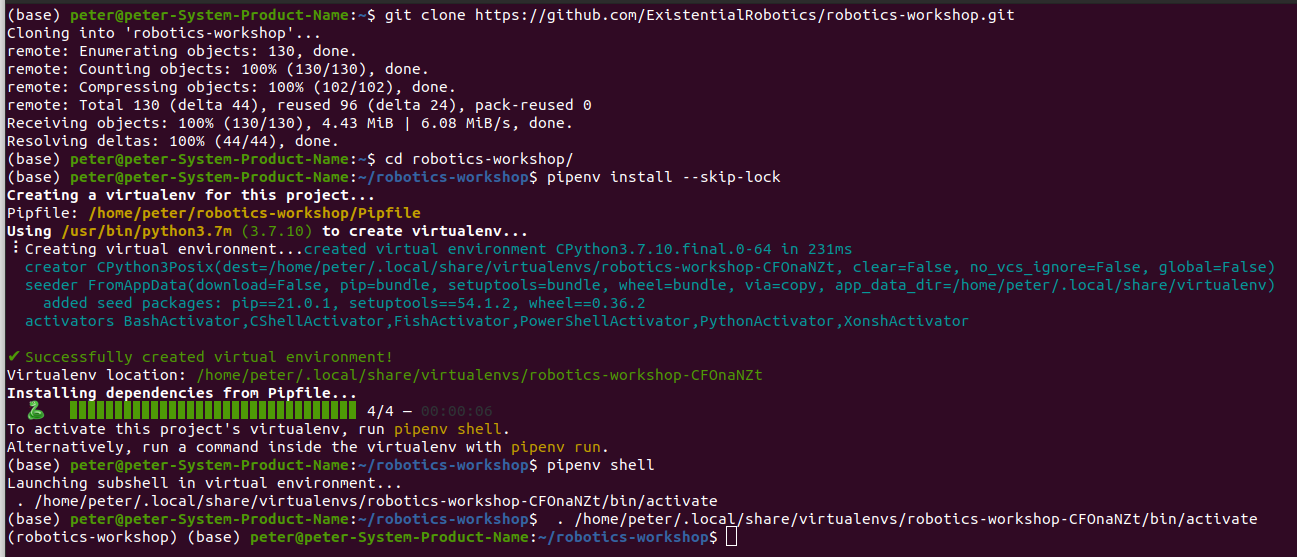 (base) peter@peter-System-Product-Name:~$ git clone https://github.com/ExistentialRobotics/robotics-workshop.git
Cloning into 'robotics-workshop'...
remote: Enumerating objects: 130, done.
remote: Counting objects: 100% (130/130), done.
remote: Compressing objects: 100% (102/102), done.
remote: Total 130 (delta 44), reused 96 (delta 24), pack-reused 0
Receiving objects: 100% (130/130), 4.43 MiB | 6.08 MiB/s, done.
Resolving deltas: 100% (44/44), done.
(base) peter@peter-System-Product-Name:~$ cd robotics-workshop/
(base) peter@peter-System-Product-Name:~/robotics-workshop$ pipenv install --skip-lock
Creating a virtualenv for this project...
Pipfile: /home/peter/robotics-workshop/Pipfile
Using /usr/bin/python3.7m (3.7.10) to create virtualenv...
⠸ Creating virtual environment...created virtual environment CPython3.7.10.final.0-64 in 231ms
  creator CPython3Posix(dest=/home/peter/.local/share/virtualenvs/robotics-workshop-CFOnaNZt, clear=False, no_vcs_ignore=False, global=False)
  seeder FromAppData(download=False, pip=bundle, setuptools=bundle, wheel=bundle, via=copy, app_data_dir=/home/peter/.local/share/virtualenv)
    added seed packages: pip==21.0.1, setuptools==54.1.2, wheel==0.36.2
  activators BashActivator,CShellActivator,FishActivator,PowerShellActivator,PythonActivator,XonshActivator
✔ Successfully created virtual environment!
Virtualenv location: /home/peter/.local/share/virtualenvs/robotics-workshop-CFOnaNZt
Installing dependencies from Pipfile...
4/4 — 00:00:06
To activate this project's virtualenv, run pipenv shell.
Alternatively, run a command inside the virtualenv with pipenv run.
(base) peter@peter-System-Product-Name:~/robotics-workshop$ pipenv shell
Launching subshell in virtual environment...
 . /home/peter/.local/share/virtualenvs/robotics-workshop-CFOnaNZt/bin/activate
(base) peter@peter-System-Product-Name:~/robotics-workshop$  . /home/peter/.local/share/virtualenvs/robotics-workshop-CFOnaNZt/bin/activate
(robotics-workshop) (base) peter@peter-System-Product-Name:~/robotics-workshop$